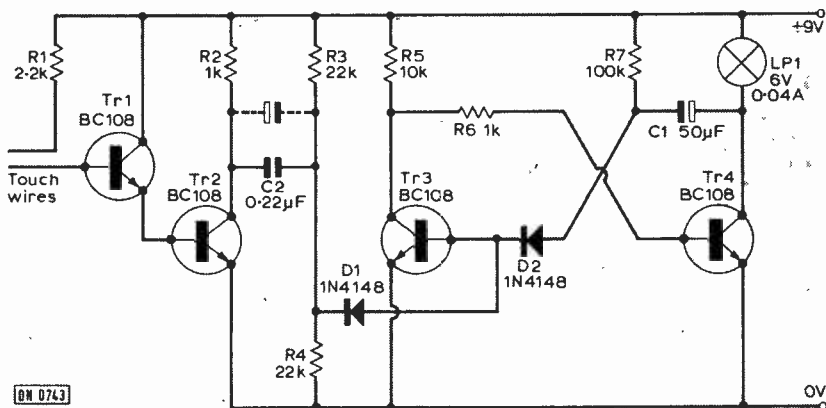 +9V
R1
2·2k
Tr1
BC108
Touch
wires
Tr2
BC108
R2
1k
C2
0·22μF
R3
22k
R4
22k
D1
1N4148
R5
10k
R6 1k
Tr3
BC108
D2
1N4148
R7
100k
C1 50μF
LP1
6V
0·04A
Tr4
BC108
0V
DN 0743